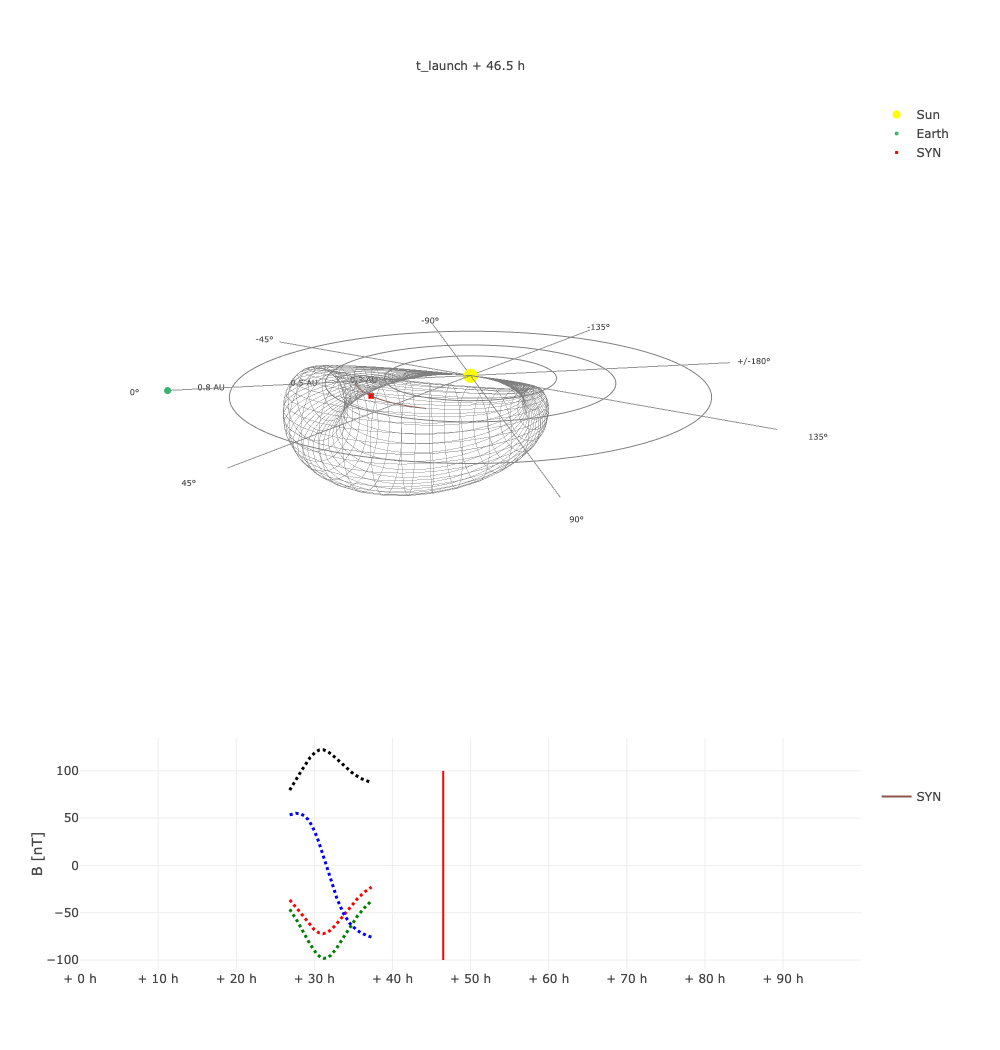 t_launch + 46.5 h
Sun
Earth
SYN
-90°
-135°
-45°
+/-180°
0°
0.8 AU
0.5 AU
0.3 AU
135°
45°
90°
100
50
0
−50
−100
B [nT]
+ 0 h
+ 10 h
+ 20 h
+ 30 h
+ 40 h
+ 50 h
+ 60 h
+ 70 h
+ 80 h
+ 90 h
SYN